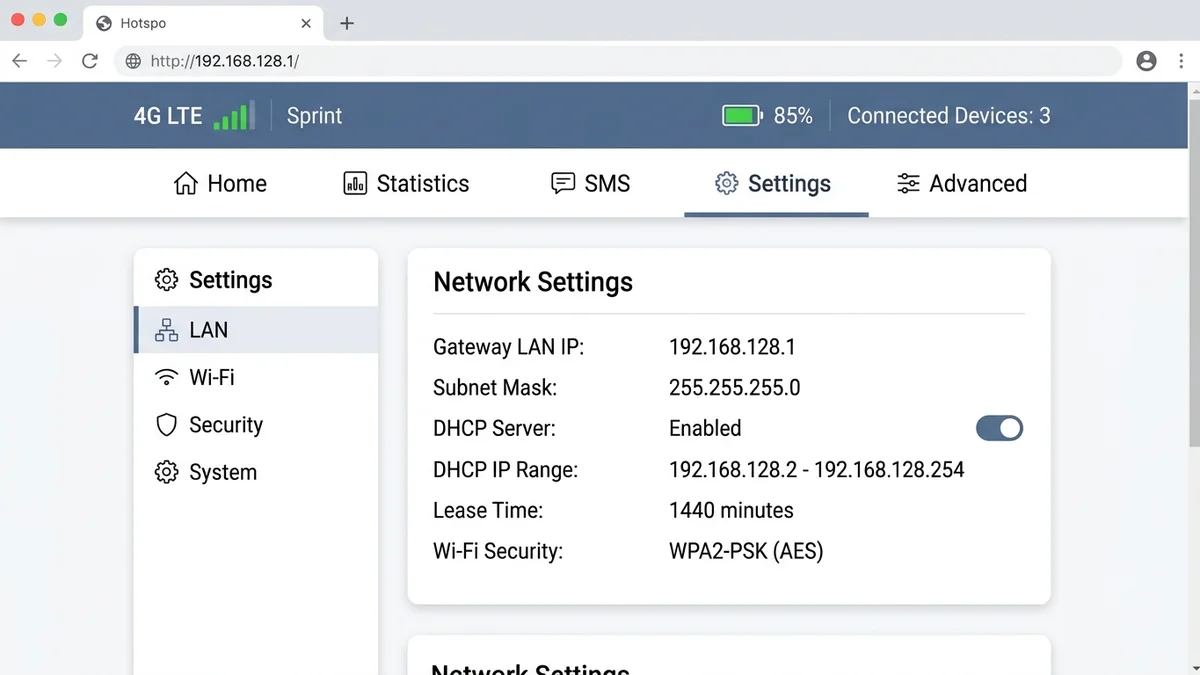 Hotspo
http://192.168.128.1/
4G LTE Sprint 85% Connected Devices: 3
Home Statistics SMS Settings Advanced
Settings
LAN
Wi-Fi
Security
System
Network Settings
Gateway LAN IP: 192.168.128.1
Subnet Mask: 255.255.255.0
DHCP Server: Enabled
DHCP IP Range: 192.168.128.2 - 192.168.128.254
Lease Time: 1440 minutes
Wi-Fi Security: WPA2-PSK (AES)
Network Settings